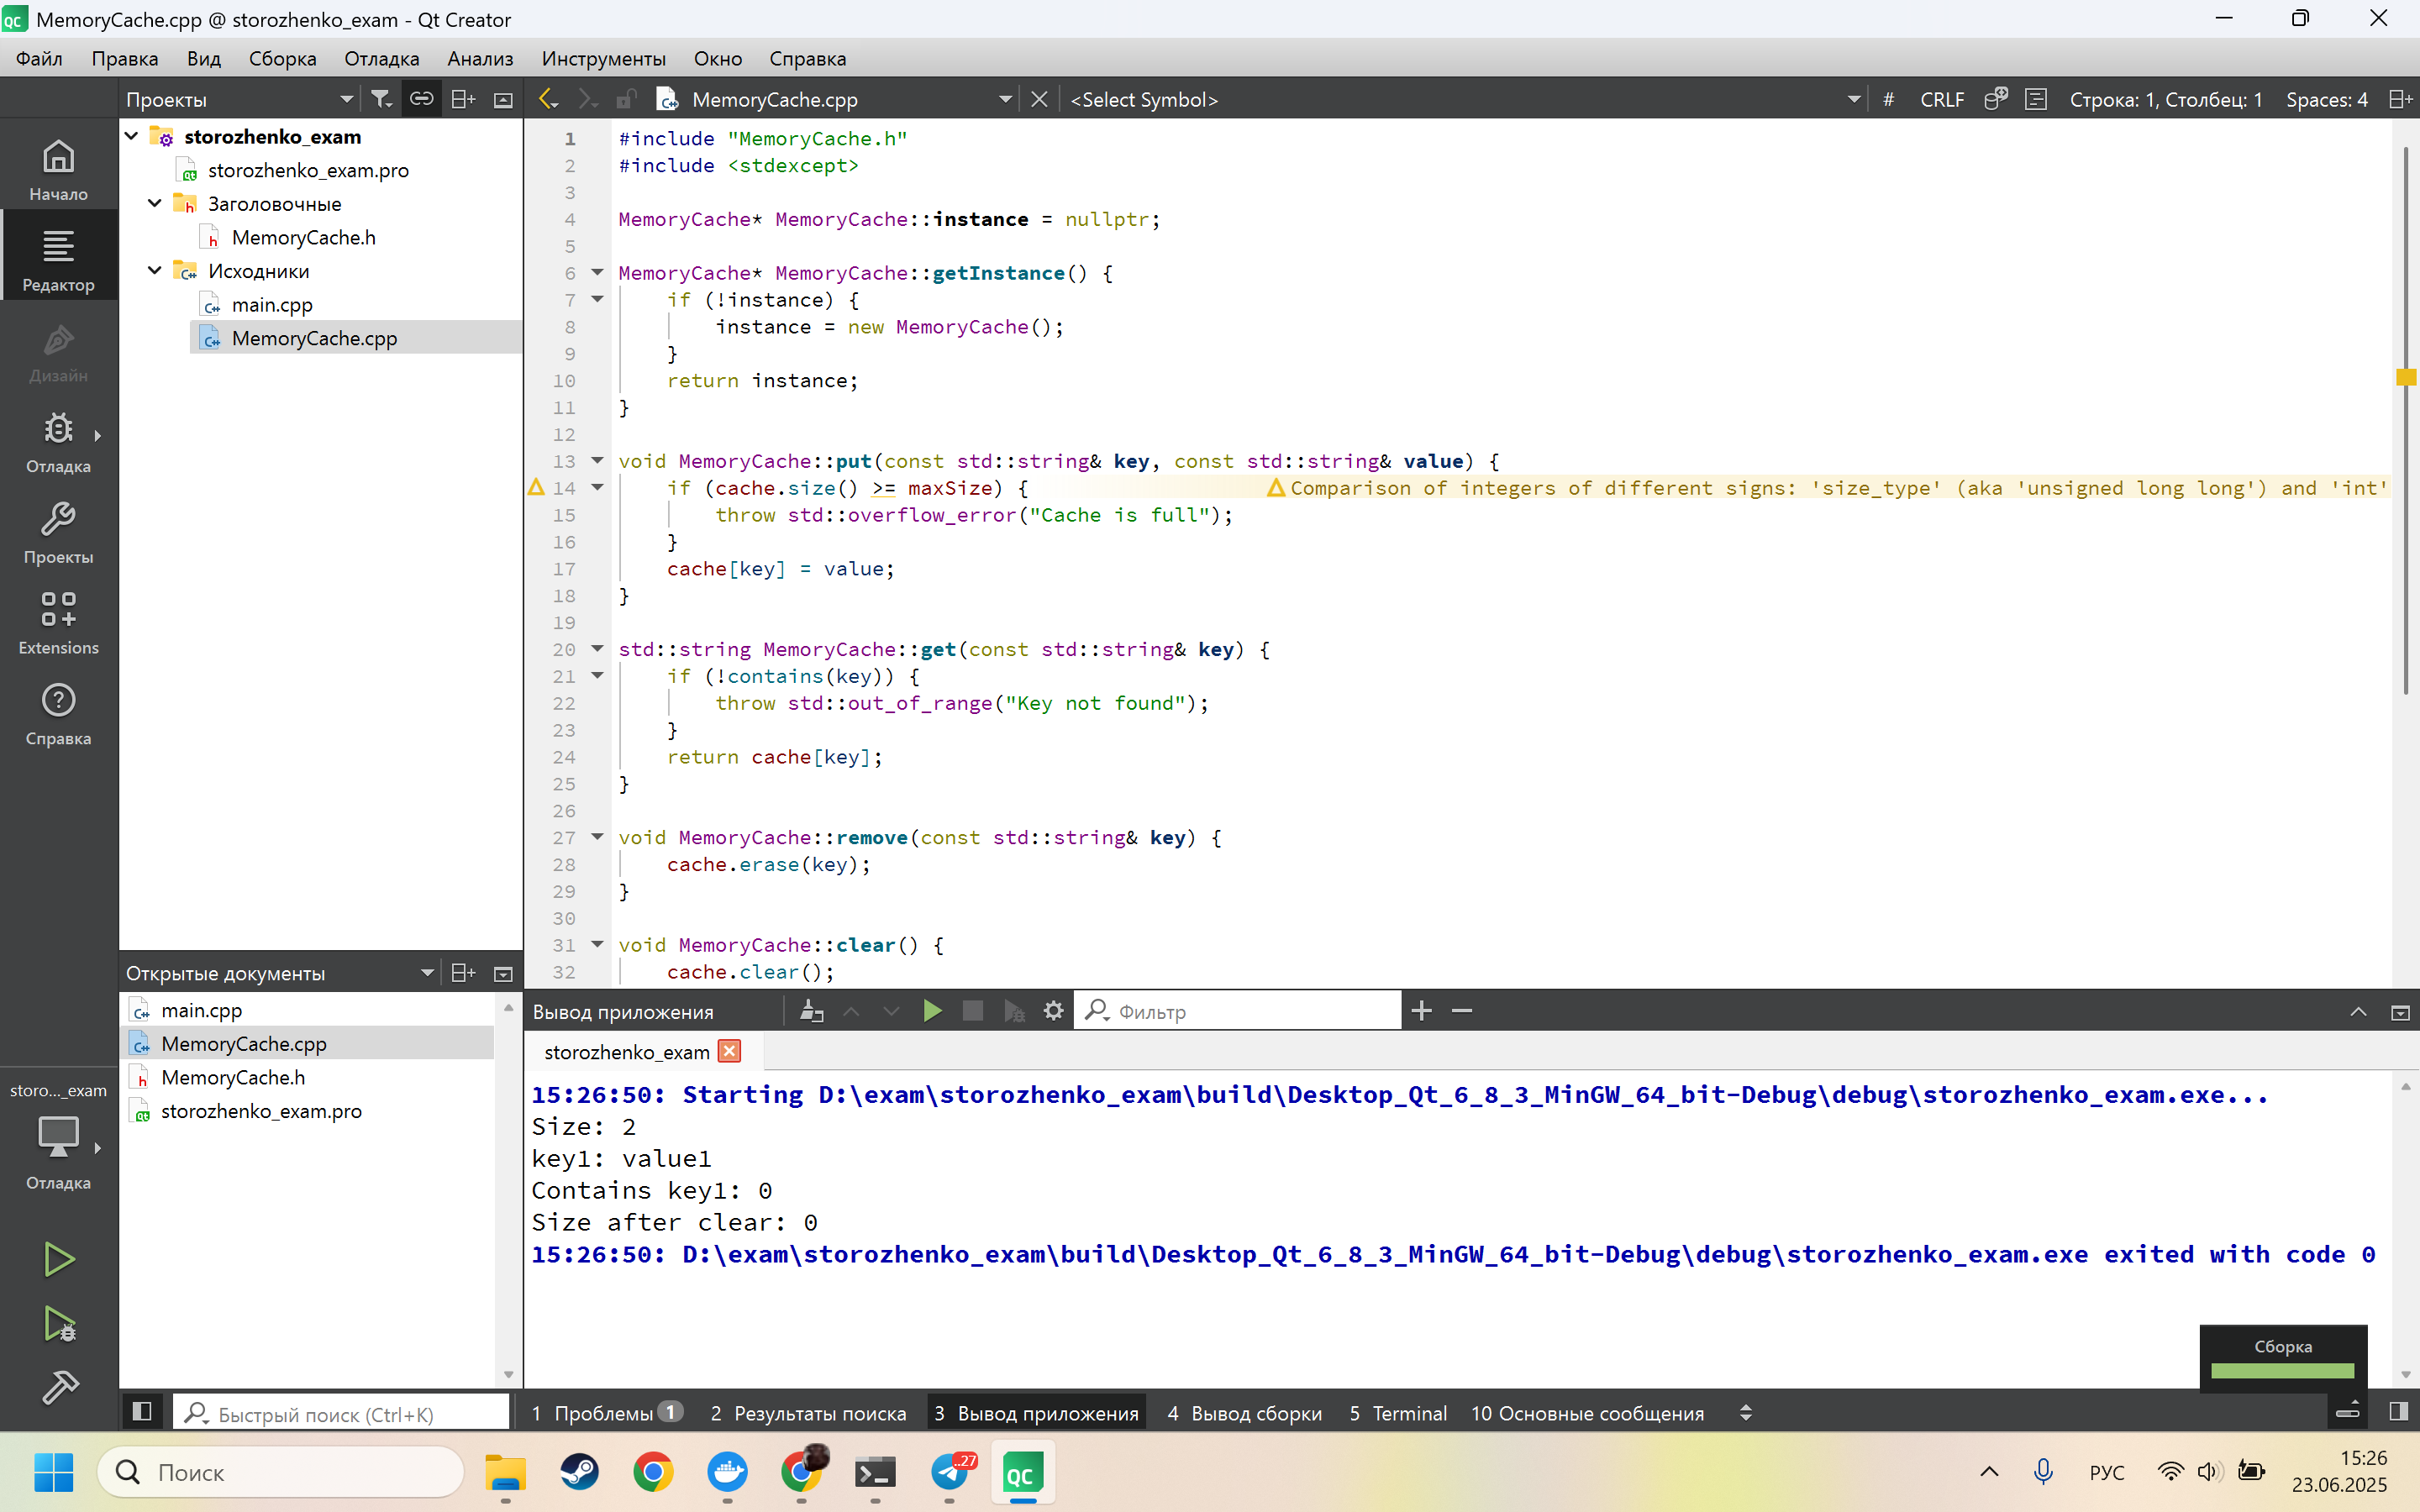 MemoryCache.cpp @ storozhenko_exam - Qt Creator
Файл Правка Вид Сборка Отладка Анализ Инструменты Окно Справка
Проекты
MemoryCache.cpp
<Select Symbol>
# CRLF Строка: 1, Столбец: 1 Spaces: 4
Начало
Редактор
Дизайн
Отладка
Проекты
Extensions
Справка
storozhenko_exam
storozhenko_exam.pro
Заголовочные
MemoryCache.h
Исходники
main.cpp
MemoryCache.cpp
1 #include "MemoryCache.h"
2 #include <stdexcept>
3
4 MemoryCache* MemoryCache::instance = nullptr;
5
6 MemoryCache* MemoryCache::getInstance() {
7     if (!instance) {
8         instance = new MemoryCache();
9     }
10     return instance;
11 }
12
13 void MemoryCache::put(const std::string& key, const std::string& value) {
14     if (cache.size() >= maxSize) { Comparison of integers of different signs: 'size_type' (aka 'unsigned long long') and 'int'
15         throw std::overflow_error("Cache is full");
16     }
17     cache[key] = value;
18 }
19
20 std::string MemoryCache::get(const std::string& key) {
21     if (!contains(key)) {
22         throw std::out_of_range("Key not found");
23     }
24     return cache[key];
25 }
26
27 void MemoryCache::remove(const std::string& key) {
28     cache.erase(key);
29 }
30
31 void MemoryCache::clear() {
32     cache.clear();
Открытые документы
main.cpp
MemoryCache.cpp
MemoryCache.h
storozhenko_exam.pro
storo..._exam
Отладка
Вывод приложения
Фильтр
storozhenko_exam
15:26:50: Starting D:\exam\storozhenko_exam\build\Desktop_Qt_6_8_3_MinGW_64_bit-Debug\debug\storozhenko_exam.exe...
Size: 2
key1: value1
Contains key1: 0
Size after clear: 0
15:26:50: D:\exam\storozhenko_exam\build\Desktop_Qt_6_8_3_MinGW_64_bit-Debug\debug\storozhenko_exam.exe exited with code 0
Сборка
Быстрый поиск (Ctrl+K)
1 Проблемы 1 2 Результаты поиска 3 Вывод приложения 4 Вывод сборки 5 Terminal 10 Основные сообщения
Поиск
..27
QC
РУС
15:26
23.06.2025